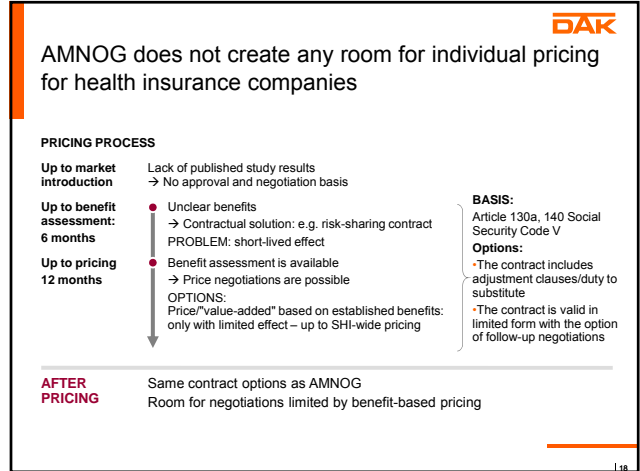 DAK
AMNOG does not create any room for individual pricing
for health insurance companies
PRICING PROCESS
Up to market
introduction
Lack of published study results
→ No approval and negotiation basis
Up to benefit
assessment:
6 months
Unclear benefits
→ Contractual solution: e.g. risk-sharing contract
PROBLEM: short-lived effect
Up to pricing
12 months
Benefit assessment is available
→ Price negotiations are possible
OPTIONS:
Price/"value-added" based on established benefits:
only with limited effect – up to SHI-wide pricing
BASIS:
Article 130a, 140 Social
Security Code V
Options:
•The contract includes
adjustment clauses/duty to
substitute
•The contract is valid in
limited form with the option
of follow-up negotiations
AFTER
PRICING
Same contract options as AMNOG
Room for negotiations limited by benefit-based pricing
| 18